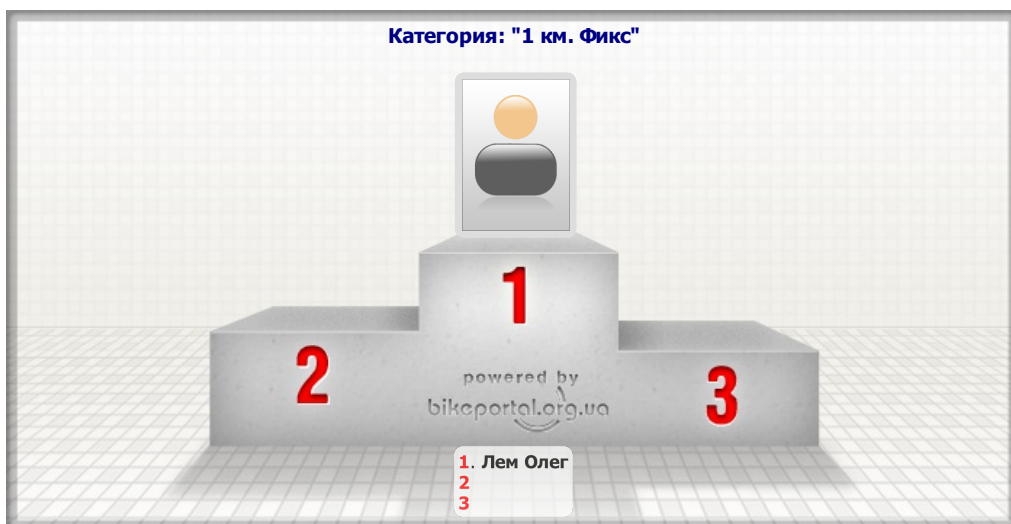 Категория: "1 км. Фикс"
1
2
3
powered by
bikeportal.org.ua
1. Лем Олег
2
3